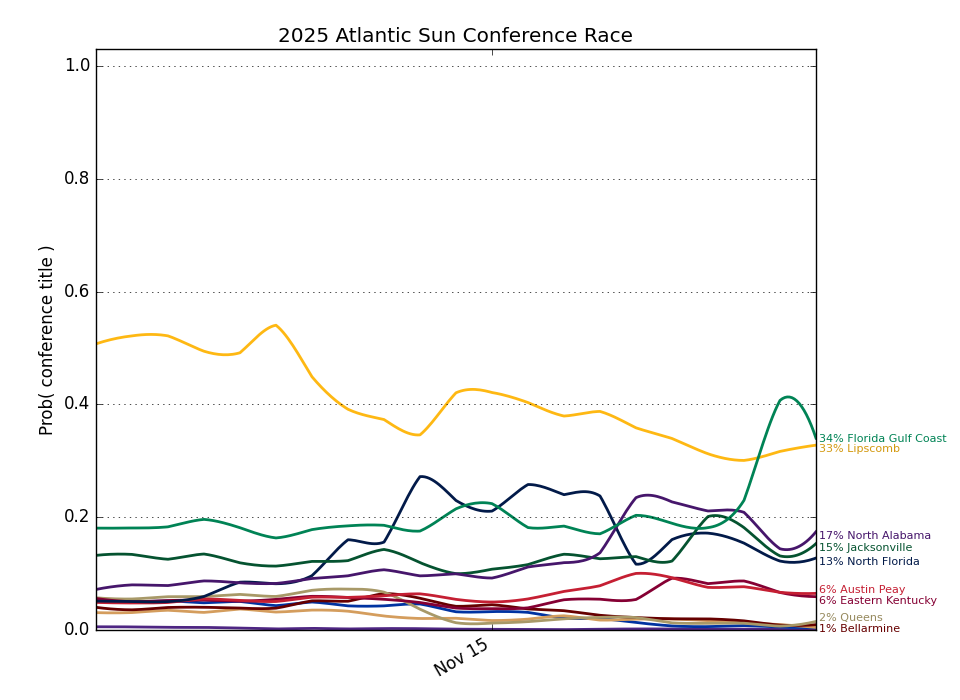 2025 Atlantic Sun Conference Race
1.0
0.8
0.6
0.4
0.2
0.0
Prob( conference title )
Nov 15
34% Florida Gulf Coast
33% Lipscomb
17% North Alabama
15% Jacksonville
13% North Florida
6% Austin Peay
6% Eastern Kentucky
2% Queens
1% Bellarmine